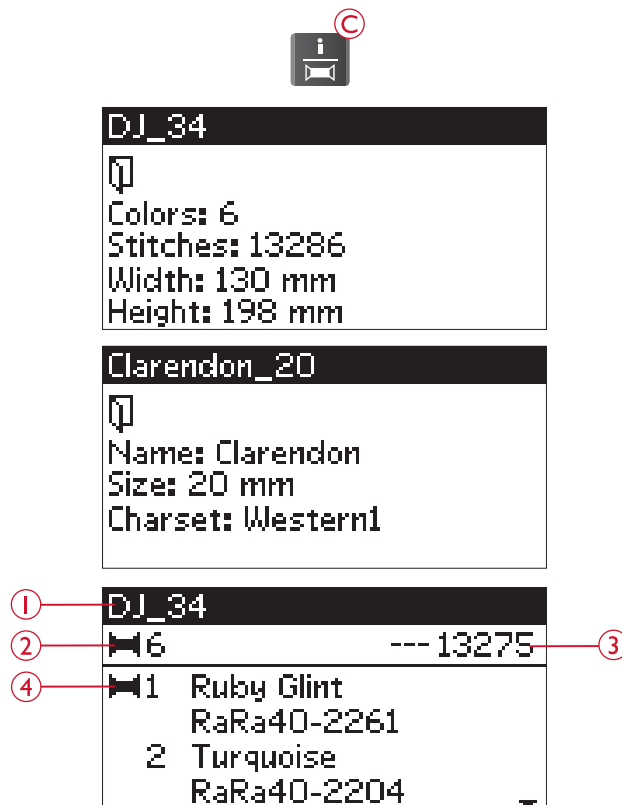 C
i
DJ_34
Colors: 6
Stitches: 13286
Width: 130 mm
Height: 198 mm
Clarendon_20
Name: Clarendon
Size: 20 mm
Charset: Western1
1 DJ_34
2 6 --- 13275 3
4 1 Ruby Glint
RaRa40-2261
2 Turquoise
RaRa40-2204